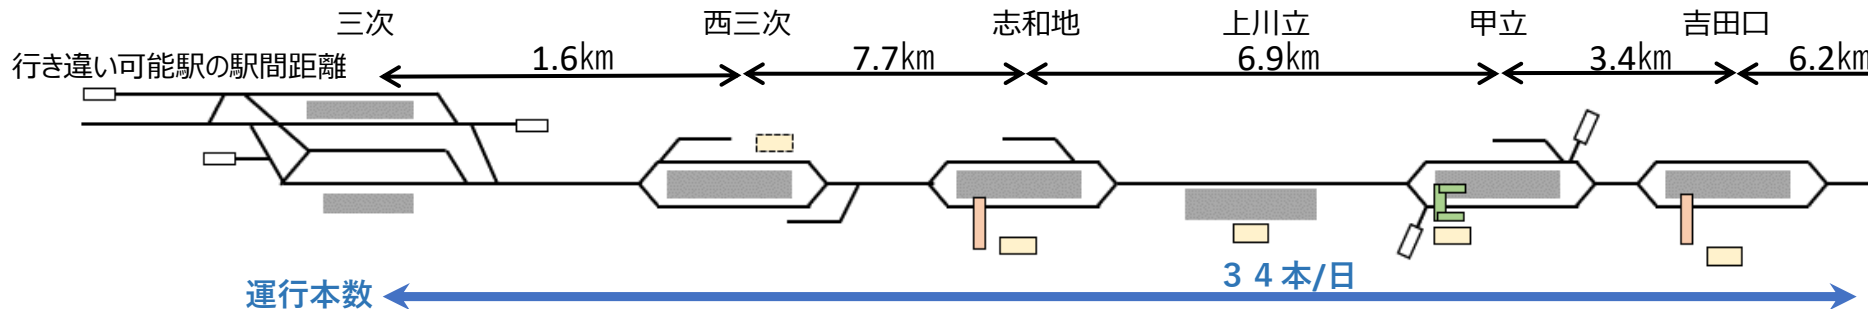 三次 西三次 志和地 上川立 甲立 吉田口
行き違い可能駅の駅間距離 1.6㎞ 7.7㎞ 6.9㎞ 3.4㎞ 6.2㎞
運行本数 ３４本/日